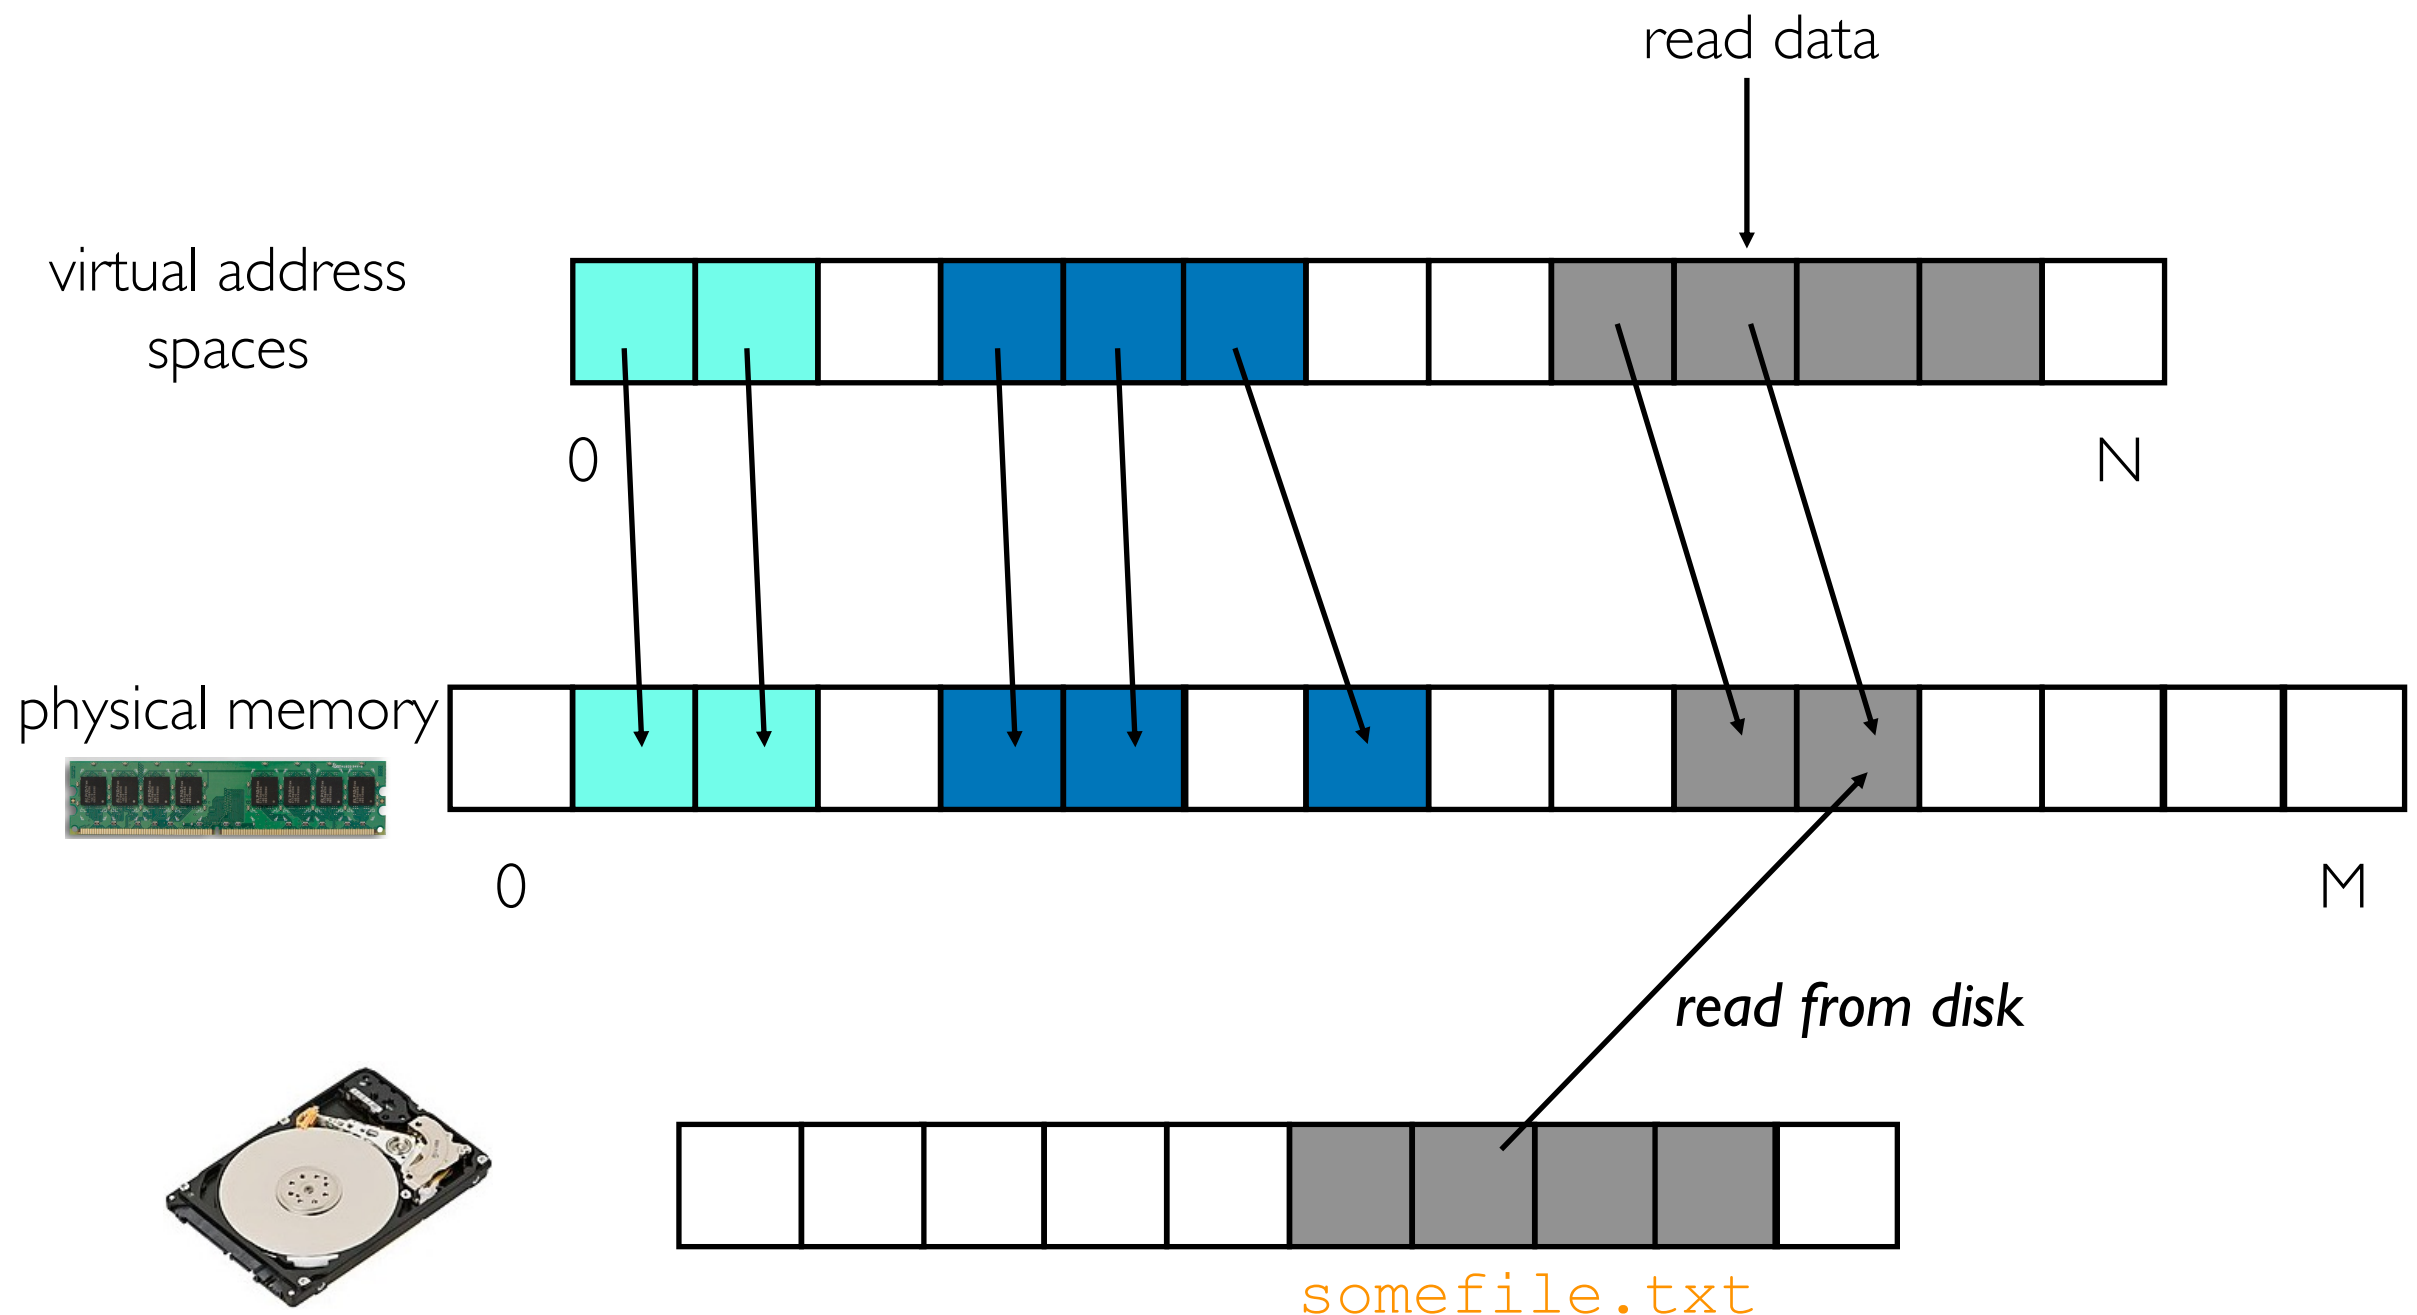 read data
virtual address
spaces
0
N
physical memory
0
M
read from disk
somefile.txt